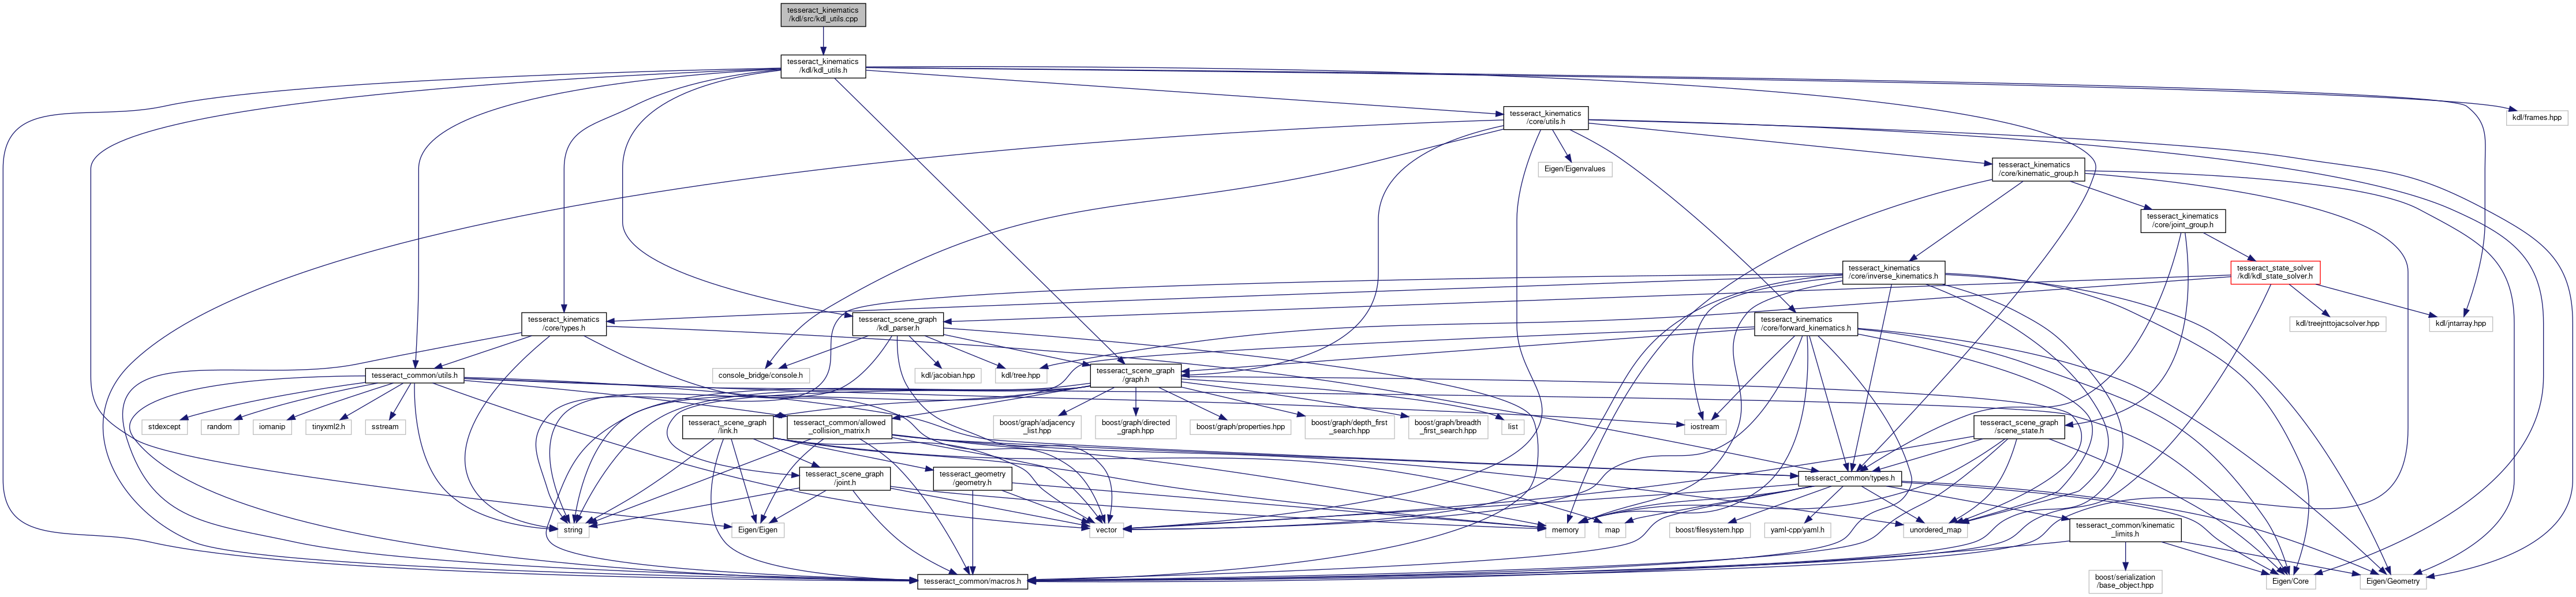 tesseract_kinematics
/kdl/src/kdl_utils.cpp
tesseract_kinematics
/kdl/kdl_utils.h
tesseract_kinematics
/core/utils.h
kdl/frames.hpp
Eigen/Eigenvalues
tesseract_kinematics
/core/kinematic_group.h
tesseract_kinematics
/core/joint_group.h
tesseract_kinematics
/core/inverse_kinematics.h
tesseract_state_solver
/kdl/kdl_state_solver.h
tesseract_kinematics
/core/types.h
tesseract_scene_graph
/kdl_parser.h
tesseract_kinematics
/core/forward_kinematics.h
kdl/treejnttojacsolver.hpp
kdl/jntarray.hpp
tesseract_common/utils.h
console_bridge/console.h
kdl/jacobian.hpp
kdl/tree.hpp
tesseract_scene_graph
/graph.h
stdexcept
random
iomanip
tinyxml2.h
sstream
tesseract_scene_graph
/link.h
tesseract_common/allowed
_collision_matrix.h
boost/graph/adjacency
_list.hpp
boost/graph/directed
_graph.hpp
boost/graph/properties.hpp
boost/graph/depth_first
_search.hpp
boost/graph/breadth
_first_search.hpp
list
iostream
tesseract_scene_graph
/scene_state.h
tesseract_scene_graph
/joint.h
tesseract_geometry
/geometry.h
tesseract_common/types.h
string
Eigen/Eigen
vector
memory
map
boost/filesystem.hpp
yaml-cpp/yaml.h
unordered_map
tesseract_common/kinematic
_limits.h
tesseract_common/macros.h
boost/serialization
/base_object.hpp
Eigen/Core
Eigen/Geometry